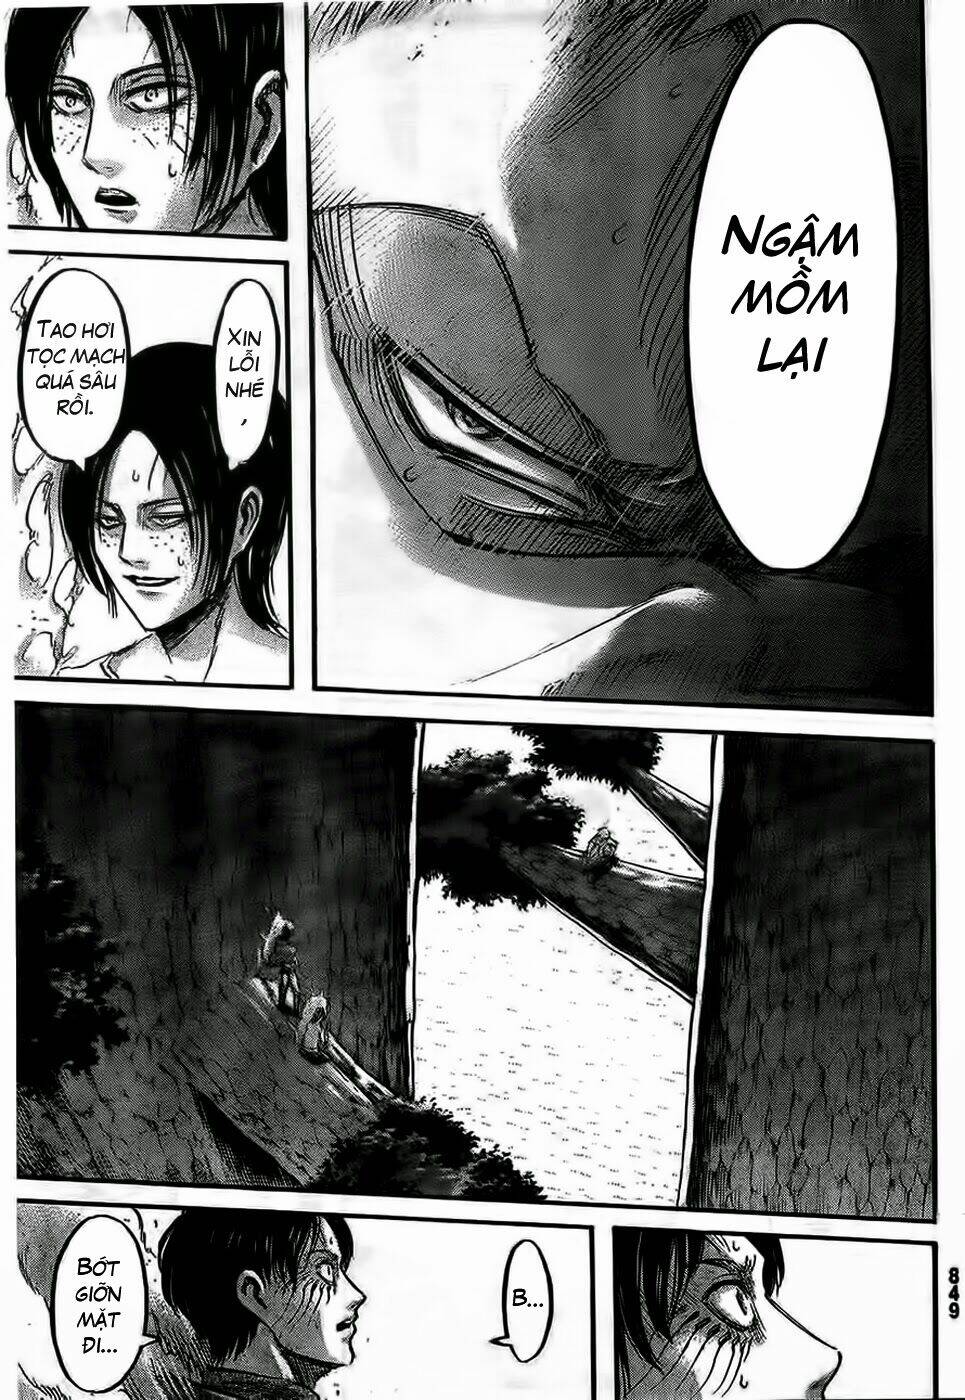 NGẬM
MỒM
LẠI
XIN
LỖI
NHÉ
,
TAO HƠI
TỌC MẠCH
QUÁ SÂU
RỒI.
B...
BỚT
GIỠN
MẶT
ĐI...
849